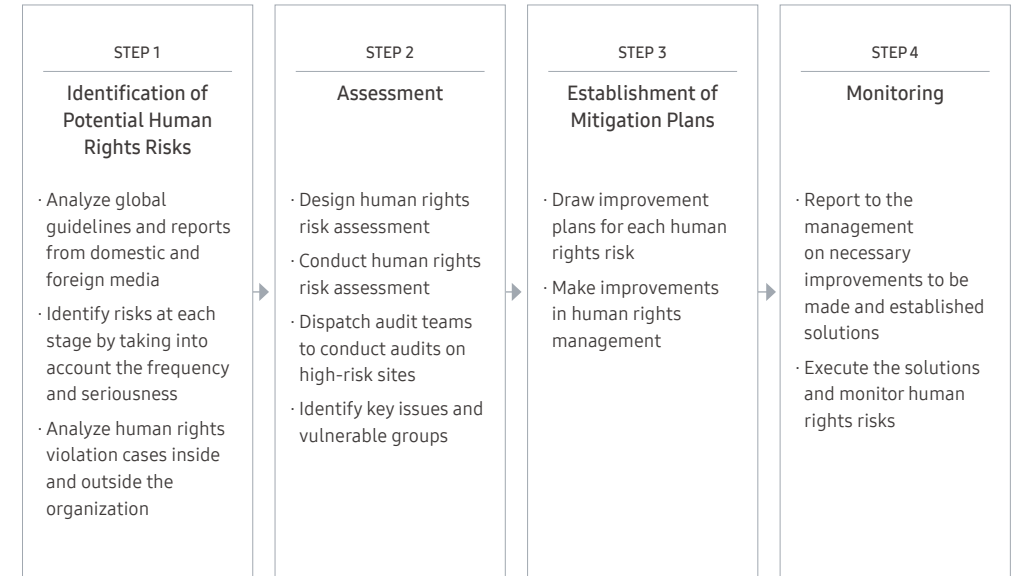 STEP 1
Identification of
Potential Human
Rights Risks
· Analyze global
guidelines and reports
from domestic and
foreign media
· Identify risks at each
stage by taking into
account the frequency
and seriousness
· Analyze human rights
violation cases inside
and outside the
organization
STEP 2
Assessment
· Design human rights
risk assessment
· Conduct human rights
risk assessment
· Dispatch audit teams
to conduct audits on
high-risk sites
· Identify key issues and
vulnerable groups
STEP 3
Establishment of
Mitigation Plans
· Draw improvement
plans for each human
rights risk
· Make improvements
in human rights
management
STEP 4
Monitoring
· Report to the
management
on necessary
improvements to be
made and established
solutions
· Execute the solutions
and monitor human
rights risks